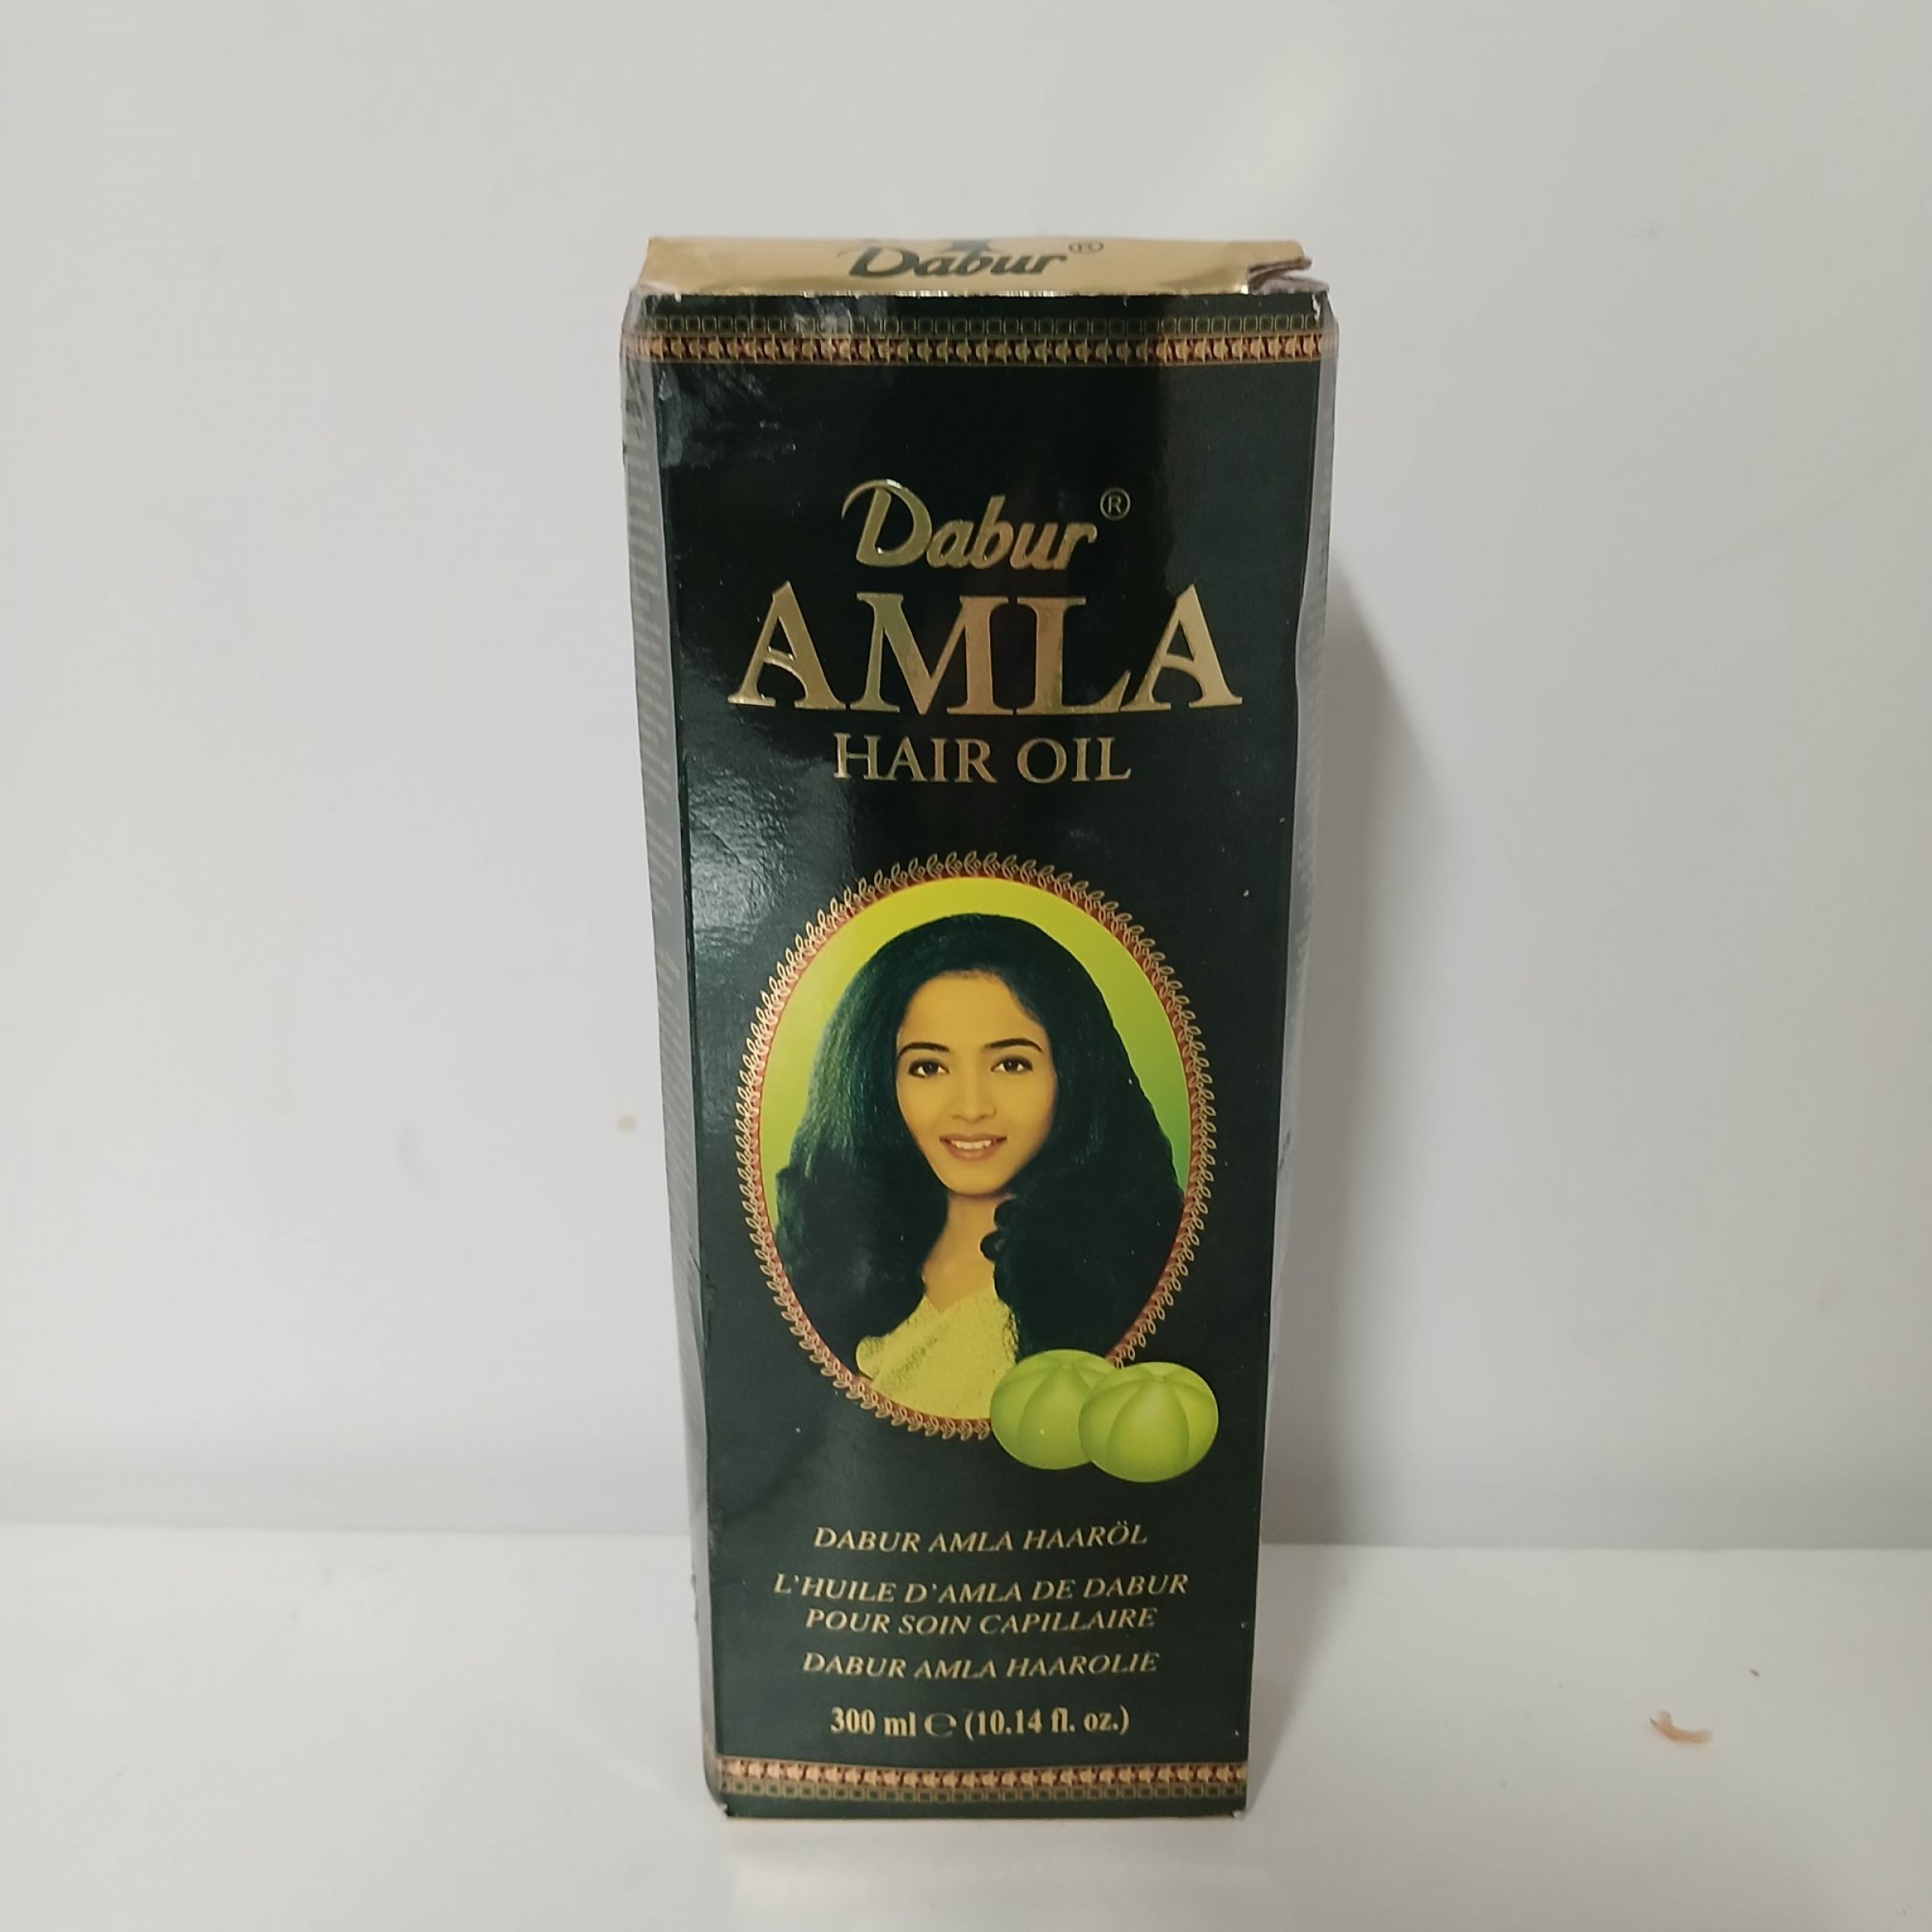 Dabur®
Dabur®
AMLA
HAIR OIL
DABUR AMLA HAARÖL
L'HUILE D'AMLA DE DABUR
POUR SOIN CAPILLAIRE
DABUR AMLA HAAROLIE
300 ml ℮ (10.14 fl. oz.)